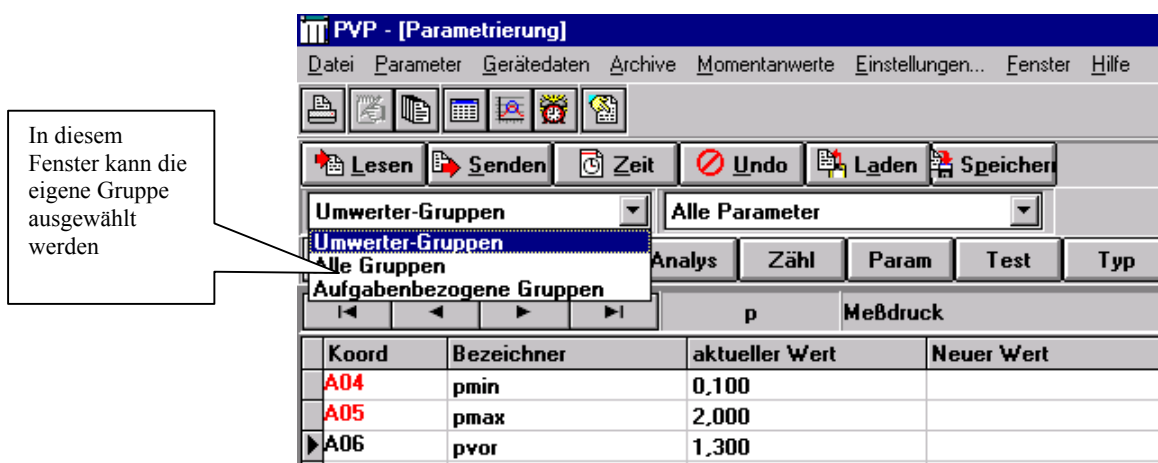 PVP - [Parametrierung]
Datei Parameter Gerätedaten Archive Momentanwerte Einstellungen... Fenster Hilfe
In diesem
Fenster kann die
eigene Gruppe
ausgewählt
werden
Lesen Senden Zeit Undo Laden Speichern
Umwerter-Gruppen Alle Parameter
Umwerter-Gruppen
Alle Gruppen
Aufgabenbezogene Gruppen
Analys Zähl Param Test Typ
p Meßdruck
Koord Bezeichner aktueller Wert Neuer Wert
A04 pmin 0,100
A05 pmax 2,000
A06 pvor 1,300